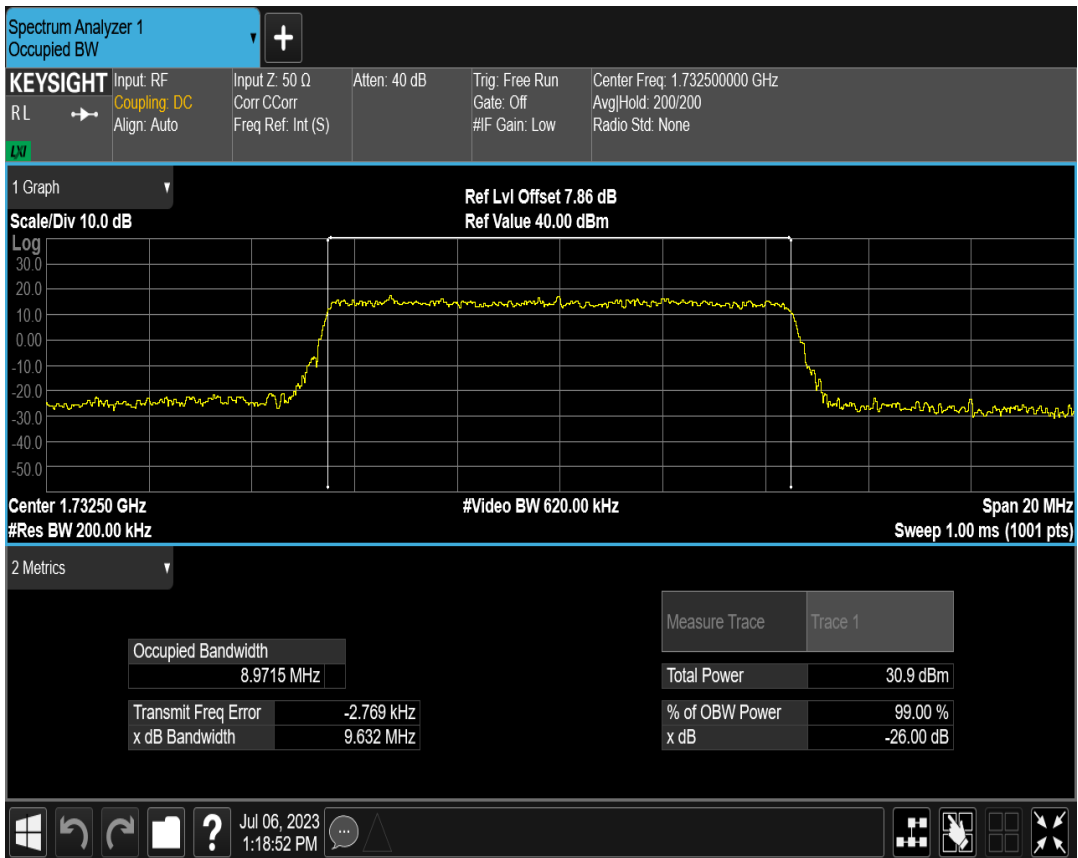 Spectrum Analyzer 1
Occupied BW
+
KEYSIGHT
RL
LXI
Input: RF
Coupling: DC
Align: Auto
Input Z: 50 Ω
Corr CCorr
Freq Ref: Int (S)
Atten: 40 dB
Trig: Free Run
Gate: Off
#IF Gain: Low
Center Freq: 1.732500000 GHz
Avg|Hold: 200/200
Radio Std: None
1 Graph
Scale/Div 10.0 dB
Ref Lvl Offset 7.86 dB
Ref Value 40.00 dBm
Log
30.0
20.0
10.0
0.00
-10.0
-20.0
-30.0
-40.0
-50.0
Center 1.73250 GHz
#Res BW 200.00 kHz
#Video BW 620.00 kHz
Span 20 MHz
Sweep 1.00 ms (1001 pts)
2 Metrics
Occupied Bandwidth
8.9715 MHz
Transmit Freq Error -2.769 kHz
x dB Bandwidth 9.632 MHz
Measure Trace Trace 1
Total Power 30.9 dBm
% of OBW Power 99.00 %
x dB -26.00 dB
?
Jul 06, 2023
1:18:52 PM